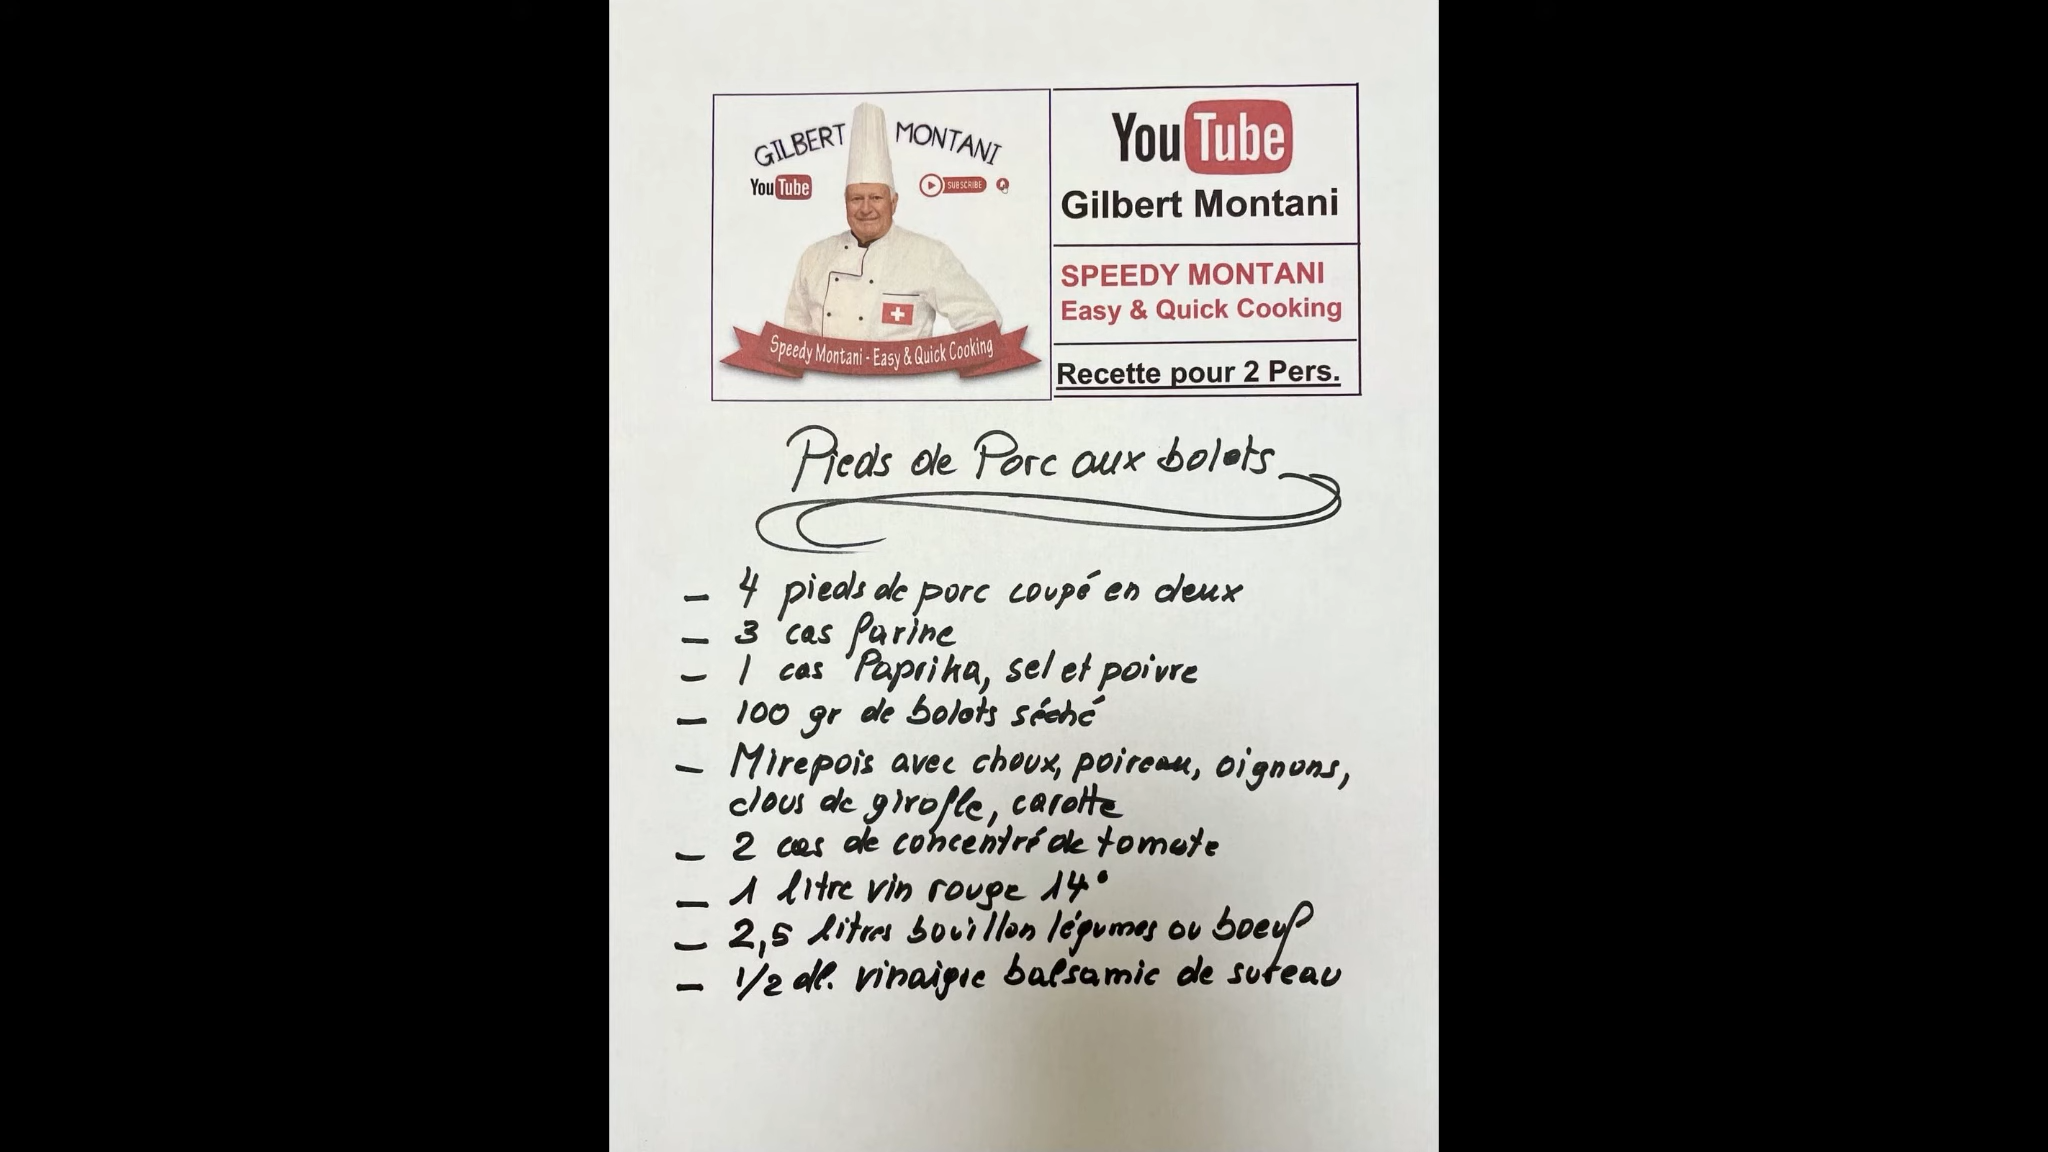 GILBERT MONTANI
YouTube SUBSCRIBE
Speedy Montani - Easy & Quick Cooking
YouTube
Gilbert Montani
SPEEDY MONTANI
Easy & Quick Cooking
Recette pour 2 Pers.
Pieds de Porc aux bolets
- 4 pieds de porc coupé en deux
- 3 cas farine
- 1 cas Paprika, sel et poivre
- 100 gr de bolets séché
- Mirepois avec choux, poireau, oignons,
clous de girofle, carotte
- 2 cas de concentré de tomate
- 1 litre vin rouge 14°
- 2,5 litres bouillon légumes ou boeuf
- 1/2 dl. vinaigre balsamic de sureau